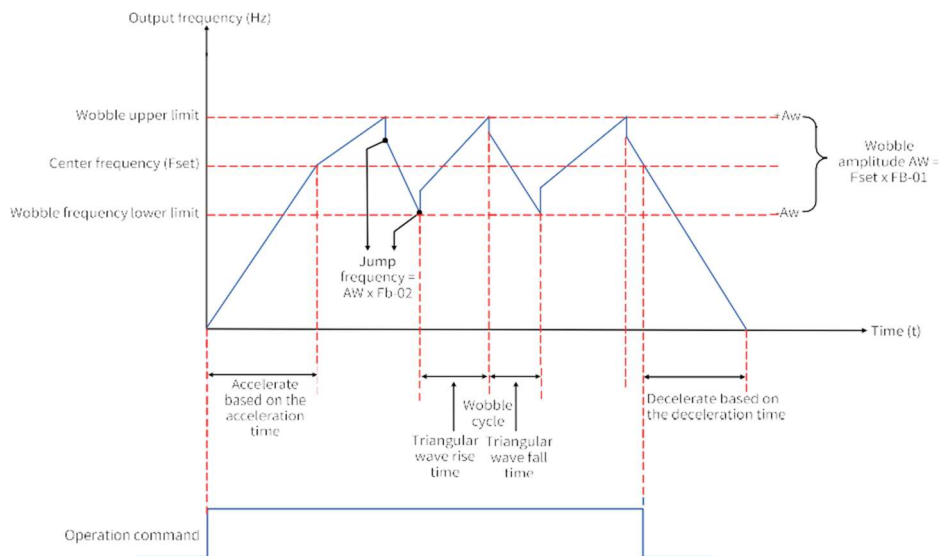 Output frequency (Hz)
Wobble upper limit
+Aw
Center frequency (Fset)
Wobble
amplitude AW =
Fset x FB-01
Wobble frequency lower limit
-Aw
Jump
frequency =
AW x Fb-02
Time (t)
Accelerate
based on the
acceleration
time
Wobble
cycle
Triangular
wave rise
time
Triangular
wave fall
time
Decelerate based on
the deceleration time
Operation command